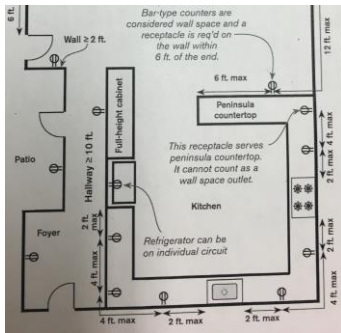 Bar-type counters are
considered wall space and a
receptacle is req'd on
the wall within
6 ft. of the end.
6 ft.
Wall ≥ 2 ft.
12 ft. max
6 ft. max
Peninsula
countertop
Full-height cabinet
This receptacle serves
peninsula countertop.
It cannot count as a
wall space outlet.
4 ft. max
2 ft. max
Patio
Hallway ≥ 10 ft.
Kitchen
Foyer
2 ft.
max
Refrigerator can be
on individual circuit
2 ft. max
4 ft. max
4 ft. max
4 ft. max
2 ft. max
2 ft. max